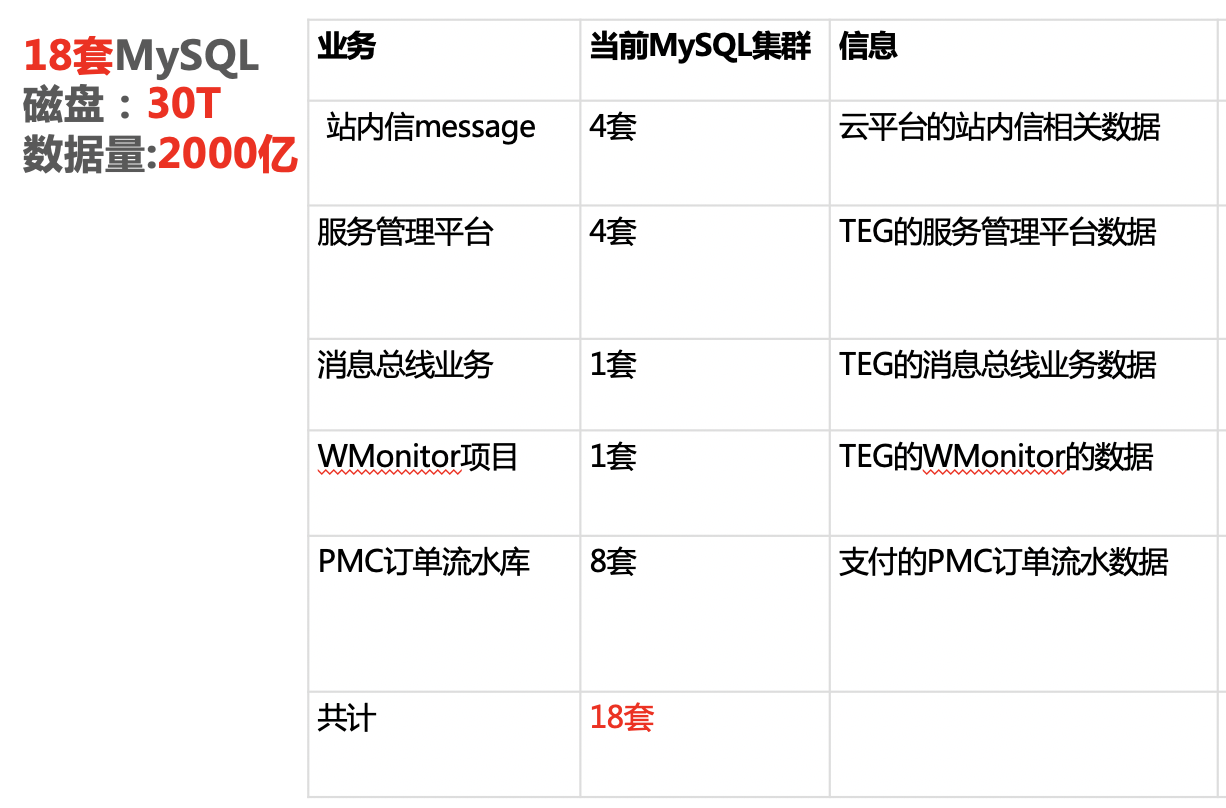 18套MySQL
磁盘：30T
数据量:2000亿
业务 当前MySQL集群 信息
站内信message 4套 云平台的站内信相关数据
服务管理平台 4套 TEG的服务管理平台数据
消息总线业务 1套 TEG的消息总线业务数据
WMonitor项目 1套 TEG的WMonitor的数据
PMC订单流水库 8套 支付的PMC订单流水数据
共计 18套